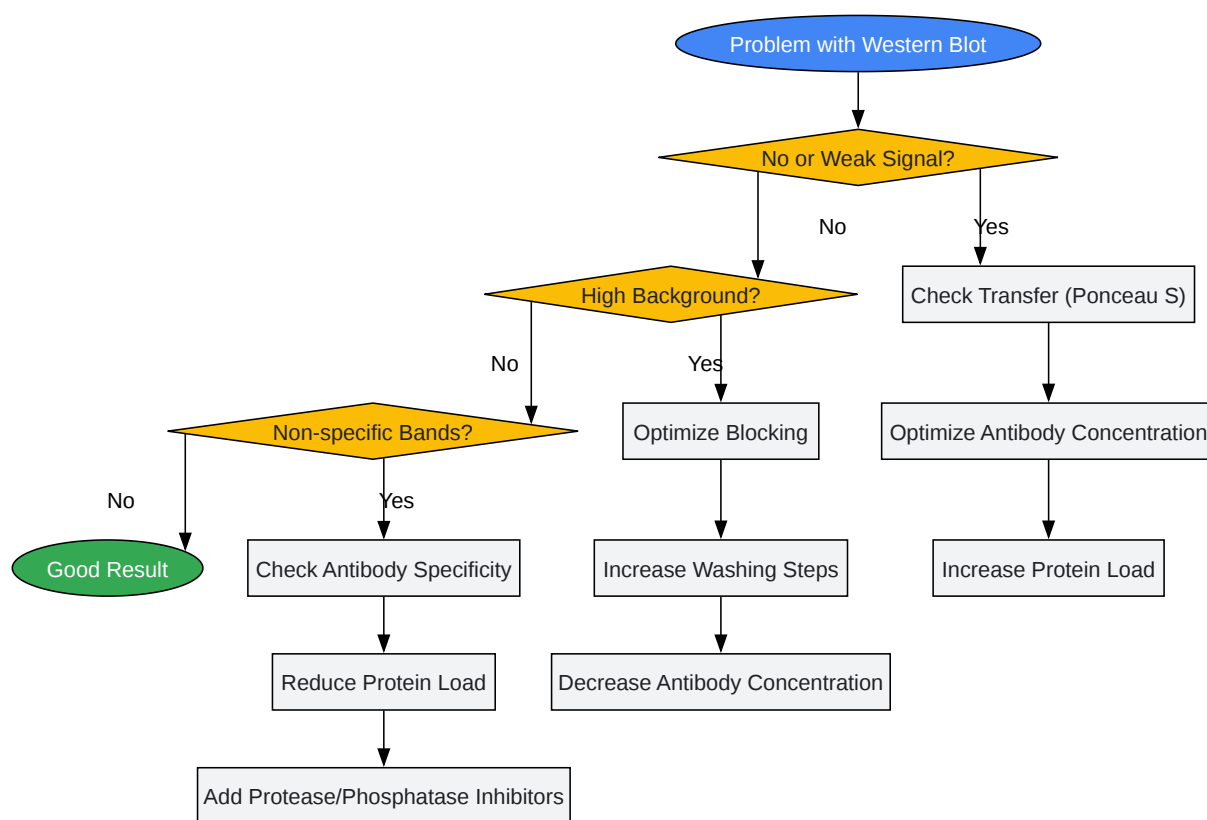 Problem with Western Blot
No or Weak Signal?
No
Yes
High Background?
Check Transfer (Ponceau S)
No
Yes
Non-specific Bands?
Optimize Blocking
Optimize Antibody Concentration
No
Yes
Good Result
Check Antibody Specificity
Increase Washing Steps
Increase Protein Load
Reduce Protein Load
Decrease Antibody Concentration
Add Protease/Phosphatase Inhibitors